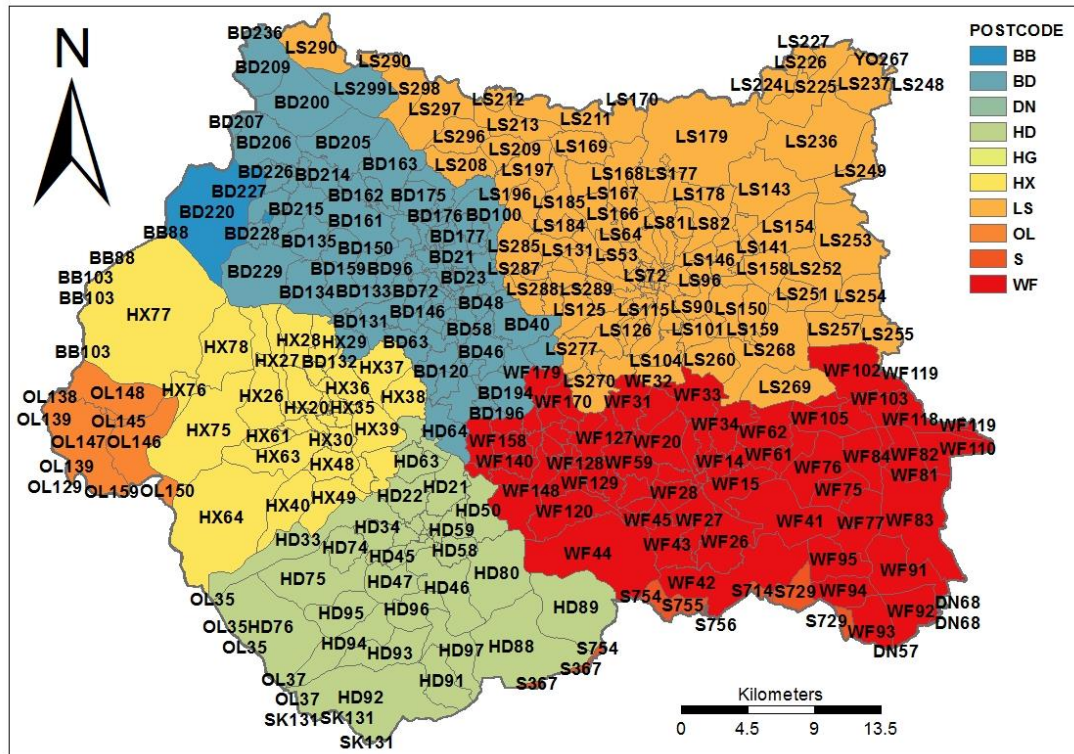 N
POSTCODE
BB
BD
DN
HD
HG
HX
LS
OL
S
WF
BD236
LS290
LS290
BD209
LS299
LS298
BD200
LS297
LS212
LS170
LS227
LS226
YO267
LS224
LS225
LS237
LS248
BD207
LS213
LS211
BD206
BD205
LS296
LS209
LS169
LS179
LS236
BD163
LS208
LS197
BD226
BD214
LS168
LS177
LS249
BD227
BD162
BD175
LS196
LS185
LS167
LS178
LS143
BD220
BD215
BD161
BD176
BD100
LS166
LS184
LS81
LS82
LS154
BB88
BD228
BD135
BD150
BD177
LS285
LS131
LS64
LS53
LS141
LS253
BB88
BD229
BD159
BD96
BD21
LS287
LS72
LS146
LS158
LS252
BB103
BD134
BD133
BD72
BD23
LS288
LS289
LS96
LS251
LS254
BB103
HX77
BD146
BD48
LS125
LS115
LS90
LS150
BD131
BD58
BD40
LS126
LS101
LS159
LS257
LS255
BB103
HX78
HX28
HX29
BD63
BD46
LS277
LS104
LS260
LS268
HX27
BD132
HX37
BD120
WF179
LS270
WF32
LS269
WF102
WF119
OL138
OL148
HX76
HX26
HX36
HX38
BD194
WF170
WF31
WF33
WF103
OL139
OL145
HX20
HX35
BD196
WF34
WF105
WF118
WF119
OL147
OL146
HX75
HX61
HX30
HX39
HD64
WF158
WF127
WF20
WF62
WF110
OL139
HX63
HX48
HD63
WF140
WF128
WF59
WF14
WF61
WF76
WF84
WF82
WF81
OL129
OL159
OL150
HX40
HX49
HD22
HD21
WF148
WF129
WF28
WF15
WF75
HX64
HD34
HD50
WF120
WF45
WF27
WF41
WF77
WF83
HD33
HD74
HD45
HD59
HD58
WF44
WF43
WF26
WF95
WF91
HD75
HD47
HD46
HD80
WF42
OL35
HD95
HD96
HD89
S754
S755
S756
S714
S729
WF94
WF92
DN68
DN68
OL35
HD76
OL35
HD94
HD93
HD97
HD88
S754
S729
WF93
DN57
OL37
S367
S367
OL37
HD92
HD91
SK131
SK131
SK131
Kilometers
0 4.5 9 13.5